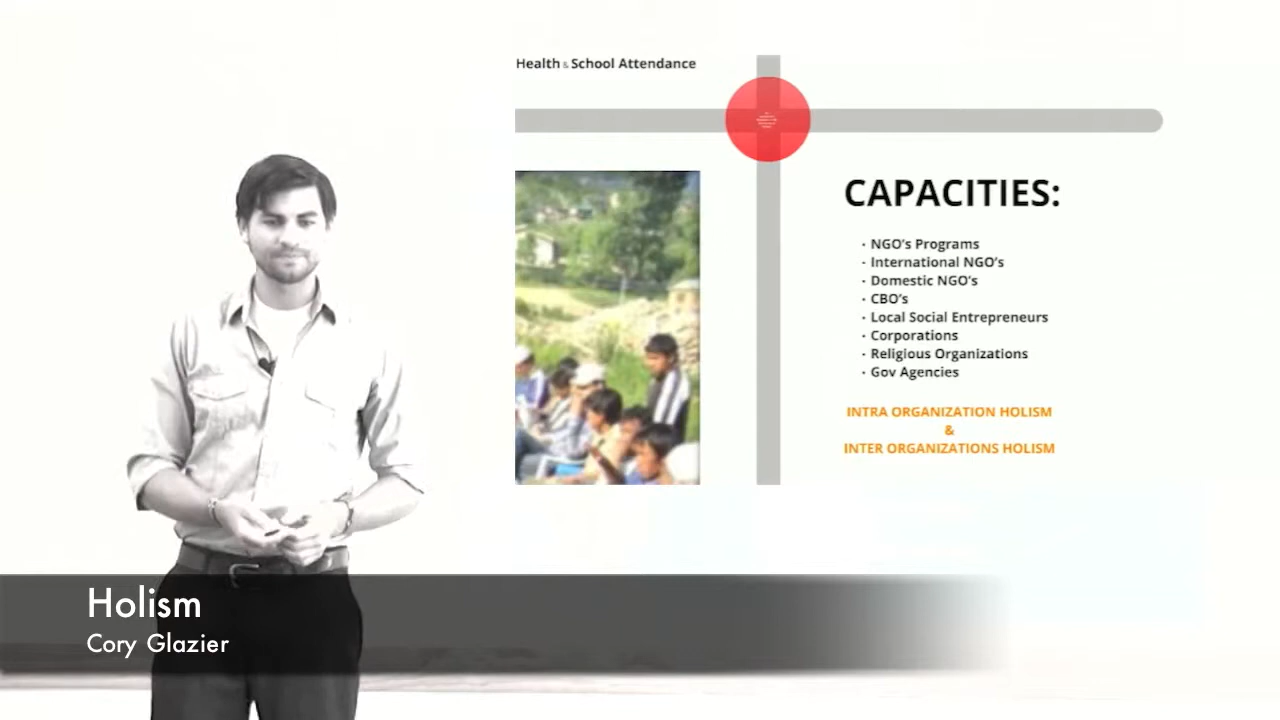 Health & School Attendance
CAPACITIES:
· NGO's Programs
· International NGO's
· Domestic NGO's
· CBO's
· Local Social Entrepreneurs
· Corporations
· Religious Organizations
· Gov Agencies
INTRA ORGANIZATION HOLISM
&
INTER ORGANIZATIONS HOLISM
Holism
Cory Glazier